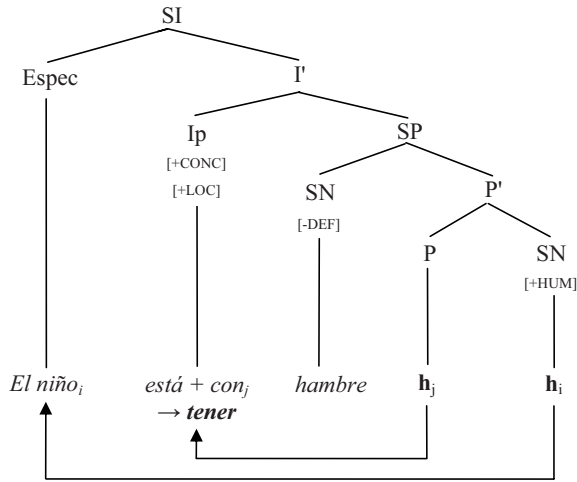 SI
Espec I'
Ip SP
[+CONC]
[+LOC] SN P'
[-DEF] P SN
[+HUM]
El niñoᵢ está + conⱼ hambre hⱼ hᵢ
→ tener